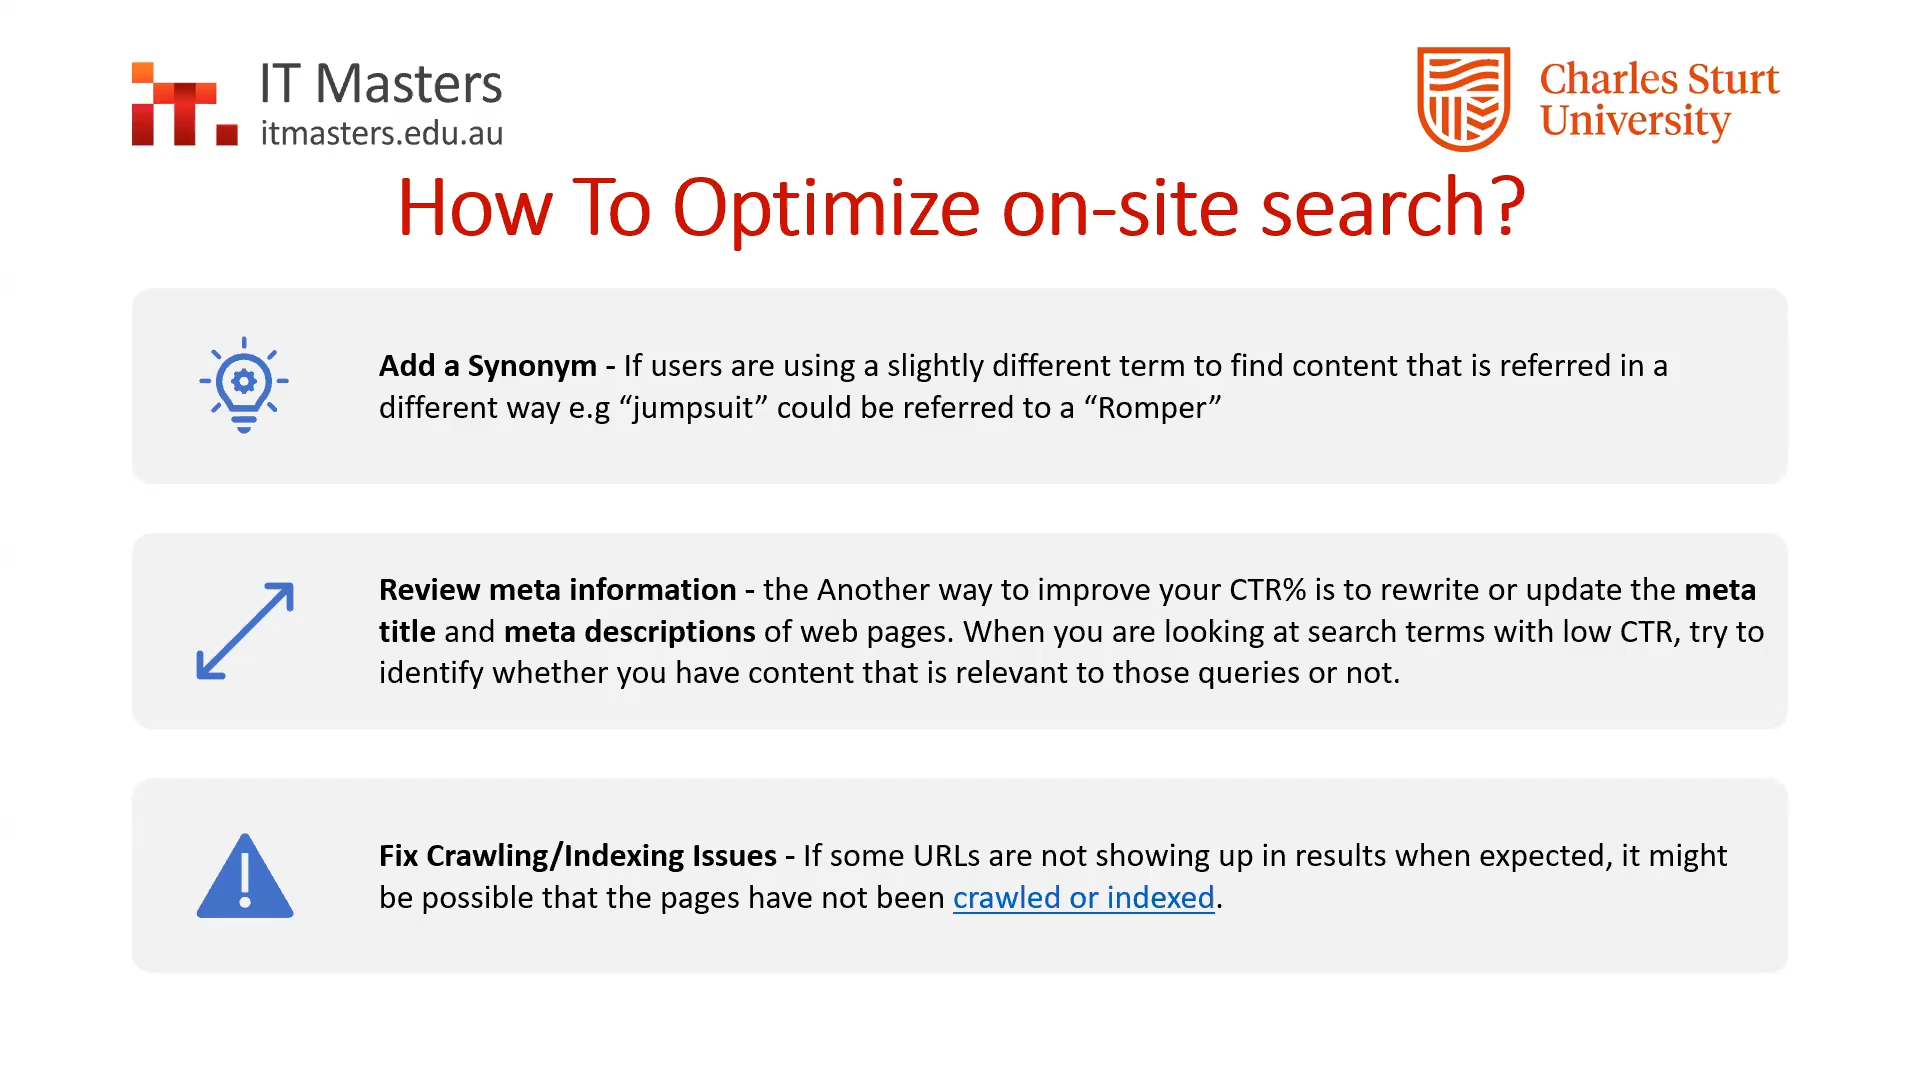 IT Masters
itmasters.edu.au
Charles Sturt
University
How To Optimize on-site search?
Add a Synonym - If users are using a slightly different term to find content that is referred in a
different way e.g “jumpsuit” could be referred to a “Romper”
Review meta information - the Another way to improve your CTR% is to rewrite or update the meta
title and meta descriptions of web pages. When you are looking at search terms with low CTR, try to
identify whether you have content that is relevant to those queries or not.
Fix Crawling/Indexing Issues - If some URLs are not showing up in results when expected, it might
be possible that the pages have not been crawled or indexed.